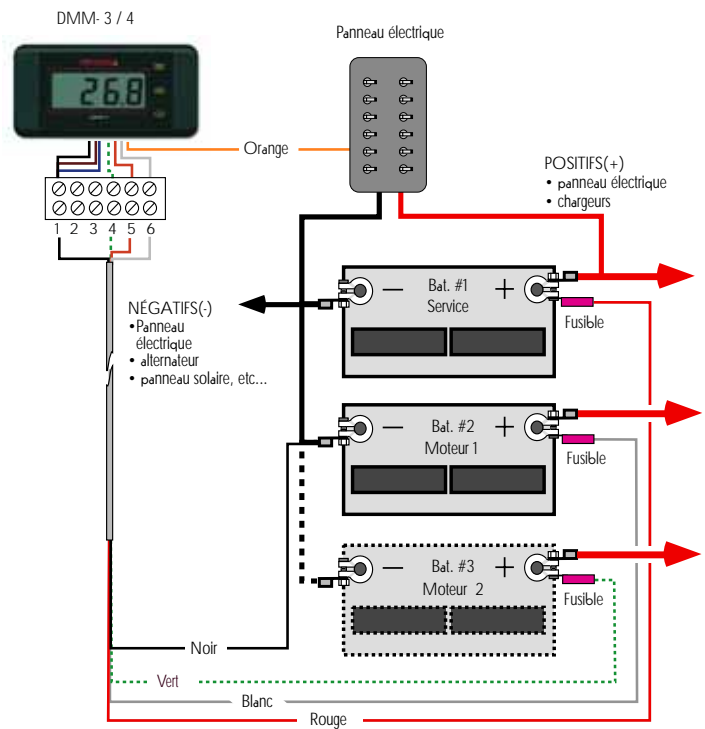 DMM- 3 / 4
Panneau électrique
26.8
Orange
POSITIFS(+)
• panneau électrique
• chargeurs
1 2 3 4 5 6
NÉGATIFS(-)
•Panneau
électrique
• alternateur
• panneau solaire, etc...
Bat. #1
Service
Fusible
Bat. #2
Moteur 1
Fusible
Bat. #3
Moteur 2
Fusible
Noir
Vert
Blanc
Rouge